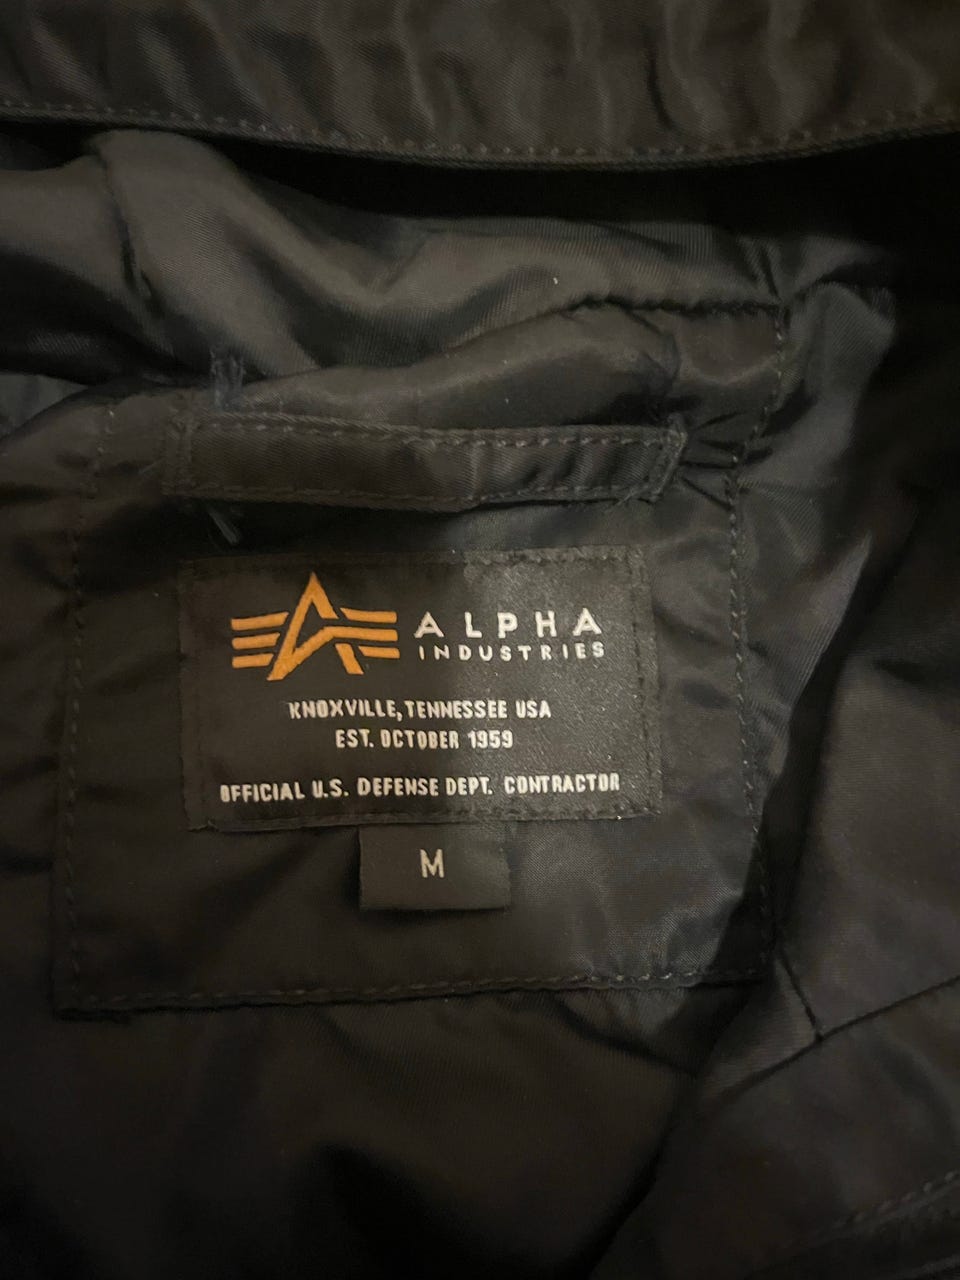 ALPHA
INDUSTRIES
KNOXVILLE, TENNESSEE USA
EST. OCTOBER 1959
OFFICIAL U.S. DEFENSE DEPT. CONTRACTOR
M